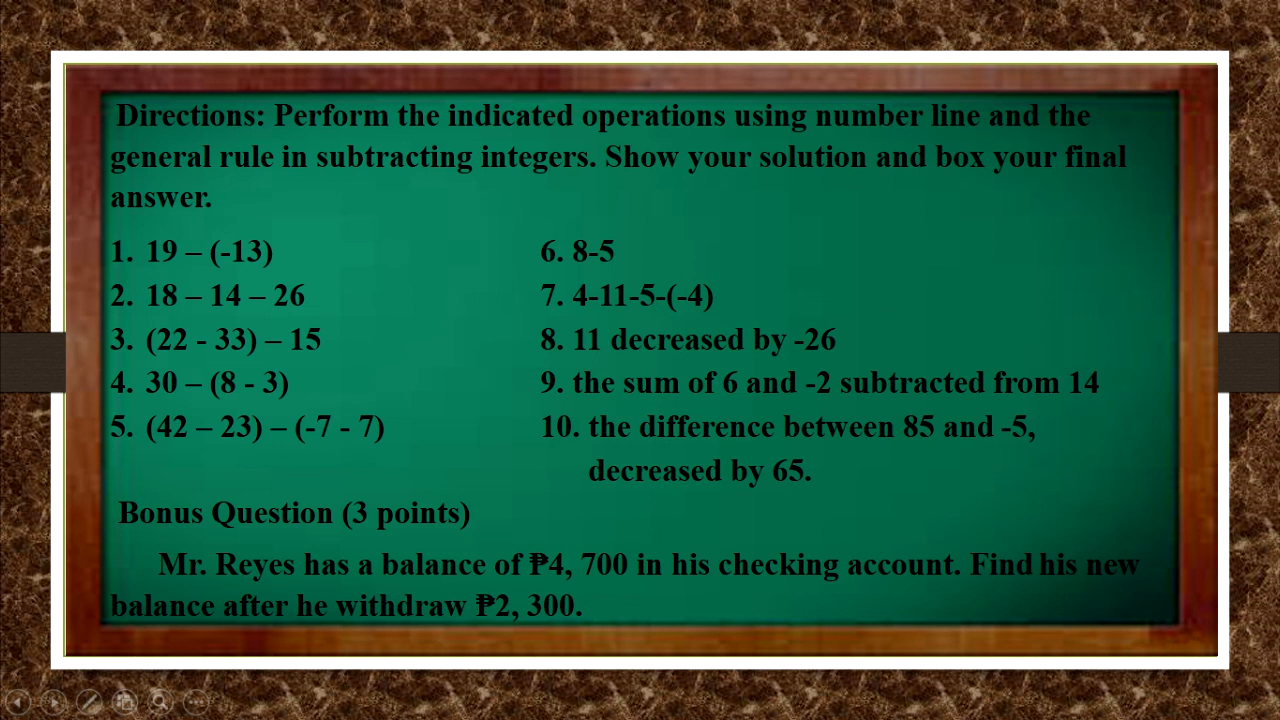 Directions: Perform the indicated operations using number line and the
general rule in subtracting integers. Show your solution and box your final
answer.
1. 19 – (-13)
2. 18 – 14 – 26
3. (22 - 33) – 15
4. 30 – (8 - 3)
5. (42 – 23) – (-7 - 7)
6. 8-5
7. 4-11-5-(-4)
8. 11 decreased by -26
9. the sum of 6 and -2 subtracted from 14
10. the difference between 85 and -5,
decreased by 65.
Bonus Question (3 points)
Mr. Reyes has a balance of ₱4, 700 in his checking account. Find his new
balance after he withdraw ₱2, 300.